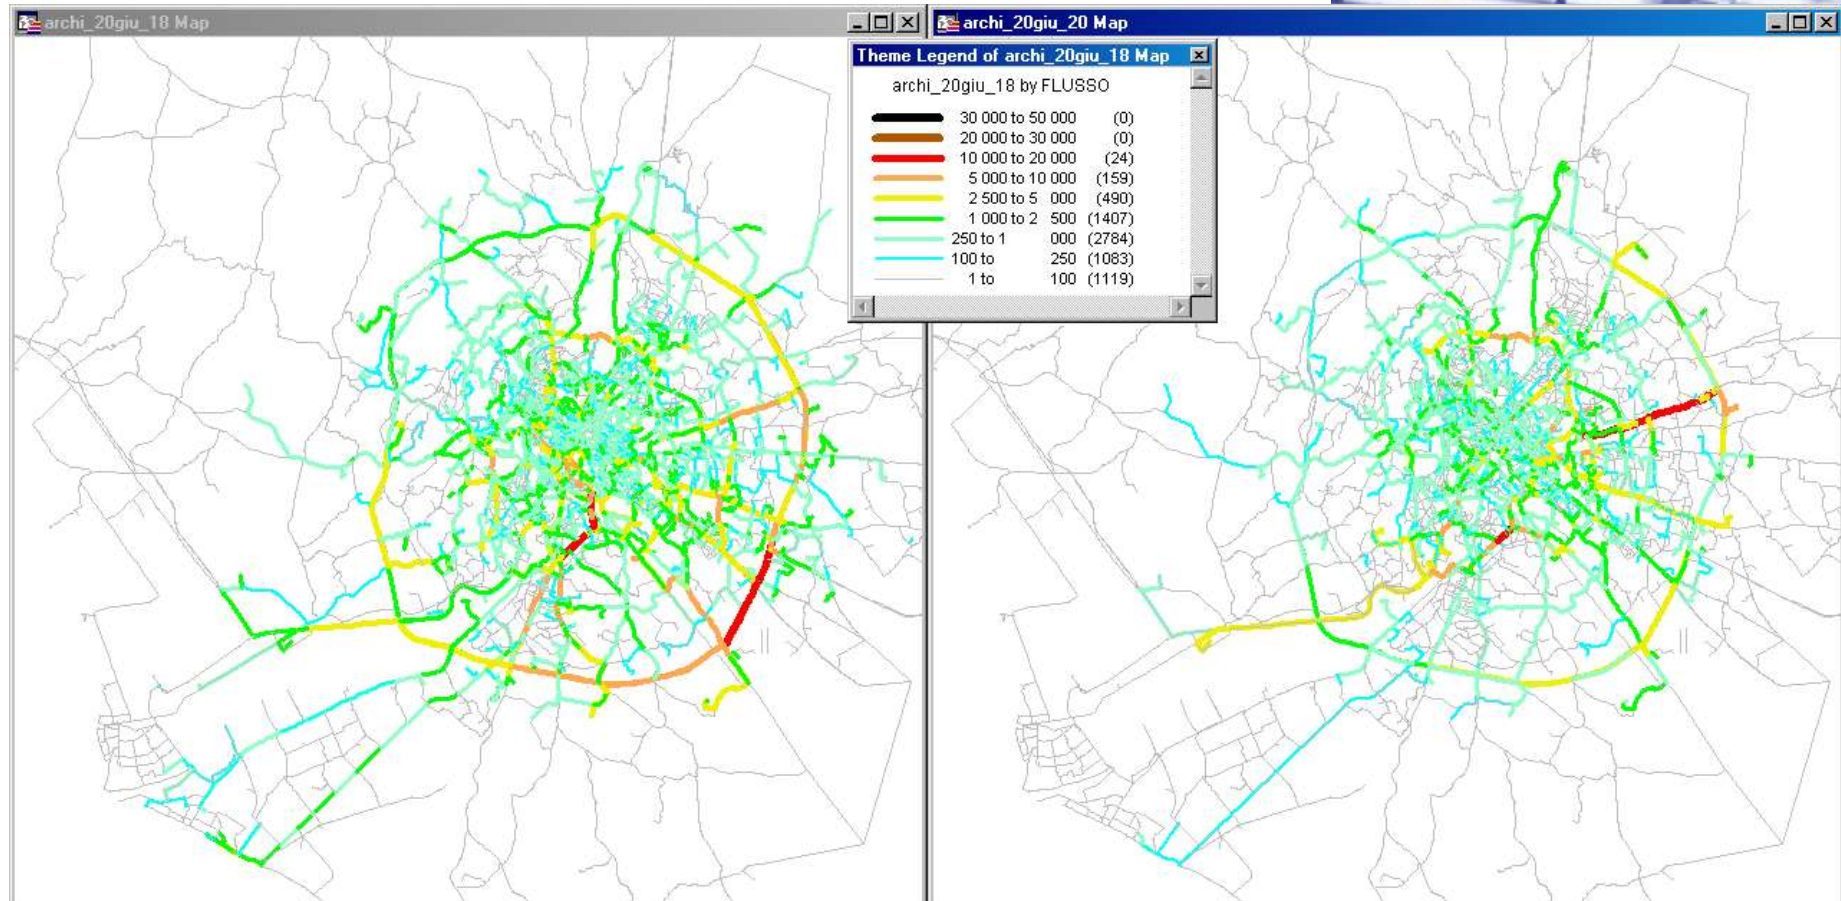 archi_20giu_18 Map
archi_20giu_20 Map
Theme Legend of archi_20giu_18 Map
archi_20giu_18 by FLUSSO
30 000 to 50 000 (0)
20 000 to 30 000 (0)
10 000 to 20 000 (24)
5 000 to 10 000 (159)
2 500 to 5 000 (490)
1 000 to 2 500 (1407)
250 to 1 000 (2784)
100 to 250 (1083)
1 to 100 (1119)